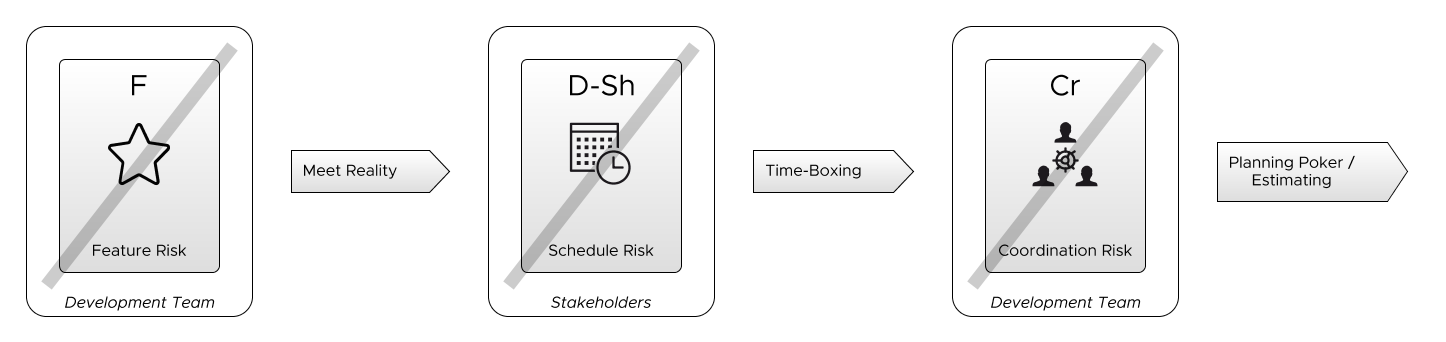 F
Feature Risk
Development Team
Meet Reality
D-Sh
Schedule Risk
Stakeholders
Time-Boxing
Cr
Coordination Risk
Development Team
Planning Poker /
Estimating